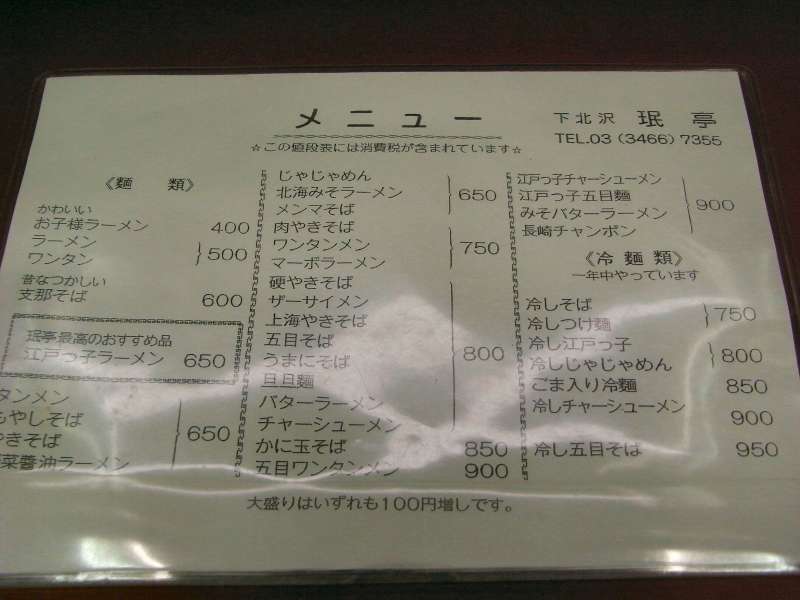 メニュー
下北沢 珉亭
TEL.03 (3466) 7355
☆この値段表には消費税が含まれています☆
《麺 類》
かわいい
お子様ラーメン 400
ラーメン
ワンタン 500
昔なつかしい
支那そば 600
珉亭最高のおすすめ品
江戸っ子ラーメン 650
タンメン
もやしそば
やきそば
菜醬油ラーメン
650
じゃじゃめん
北海みそラーメン
メンマそば
650
肉やきそば
ワンタンメン
マーボラーメン
750
硬やきそば
ザーサイメン
上海やきそば
五目そば
うまにそば
旦旦麺
バターラーメン
チャーシューメン
800
かに玉そば 850
五目ワンタンメン 900
江戸っ子チャーシューメン
江戸っ子五目麺
みそバターラーメン
長崎チャンポン
900
《冷 麺 類》
一年中やっています
冷しそば
冷しつけ麺
750
冷し江戸っ子
冷しじゃじゃめん
800
ごま入り冷麺 850
冷しチャーシューメン 900
冷し五目そば 950
大盛りはいずれも100円増しです。